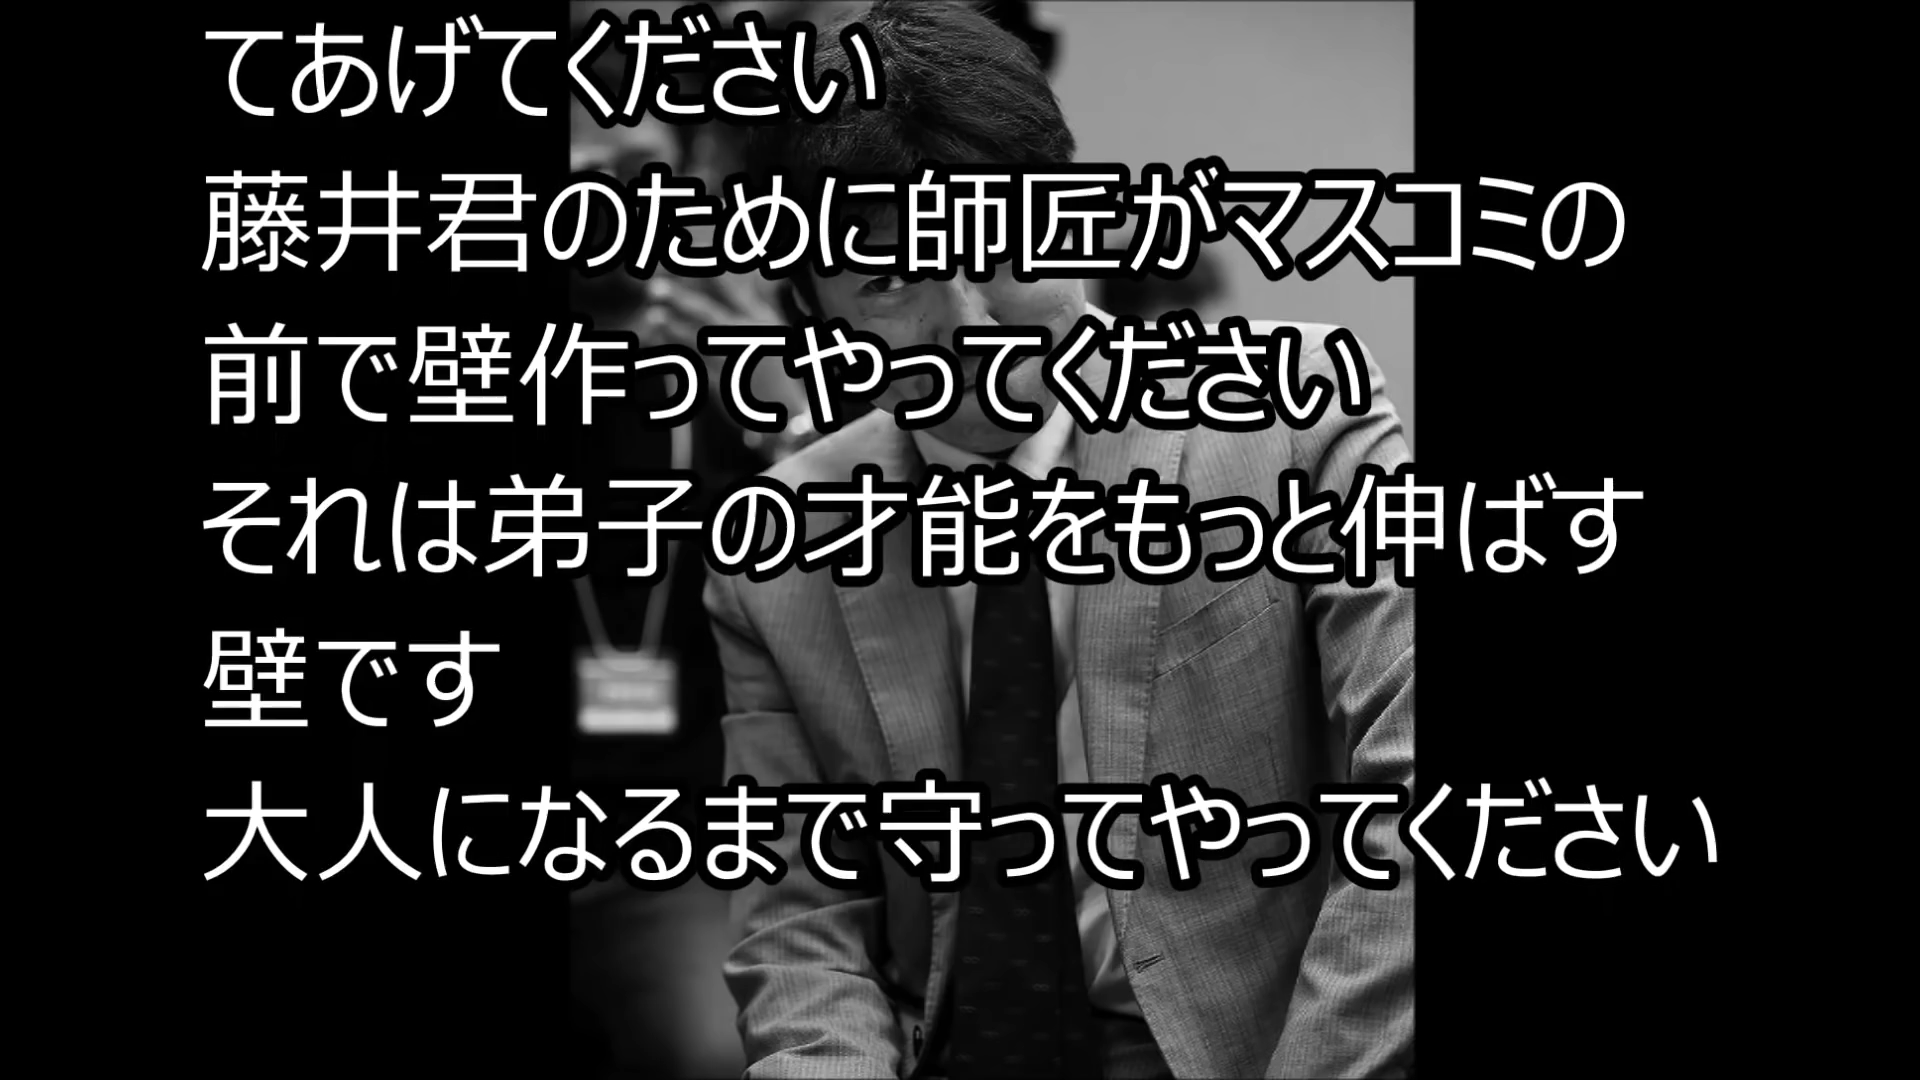 てあげてください
藤井君のために師匠がマスコミの
前で壁作ってやってください
それは弟子の才能をもっと伸ばす
壁です
大人になるまで守ってやってください